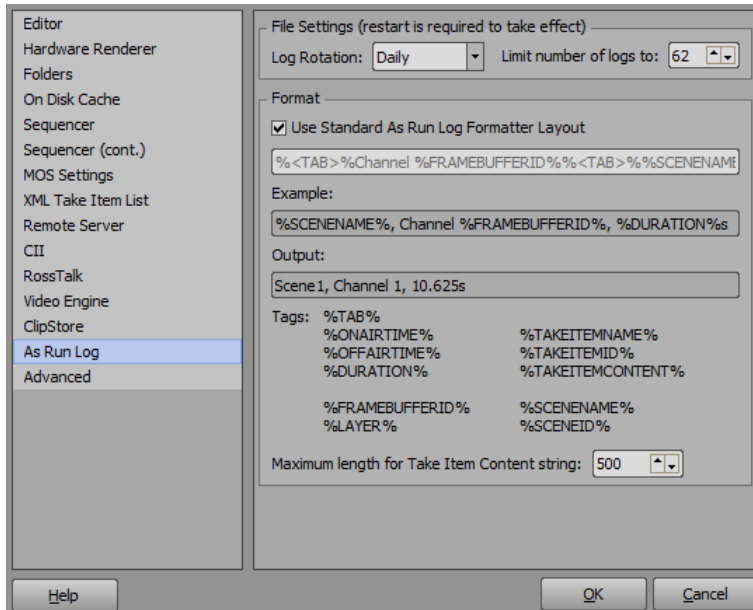 Editor
Hardware Renderer
Folders
On Disk Cache
Sequencer
Sequencer (cont.)
MOS Settings
XML Take Item List
Remote Server
CII
RossTalk
Video Engine
ClipStore
As Run Log
Advanced
File Settings (restart is required to take effect)
Log Rotation: Daily Limit number of logs to: 62
Format
Use Standard As Run Log Formatter Layout
%<TAB>%Channel %FRAMEBUFFERID%%<TAB>%%SCENENAME
Example:
%SCENENAME%, Channel %FRAMEBUFFERID%, %DURATION%s
Output:
Scene1, Channel 1, 10.625s
Tags: %TAB%
%ONAIRTIME% %TAKEITEMNAME%
%OFFAIRTIME% %TAKEITEMID%
%DURATION% %TAKEITEMCONTENT%
%FRAMEBUFFERID% %SCENENAME%
%LAYER% %SCENEID%
Maximum length for Take Item Content string: 500
Help OK Cancel